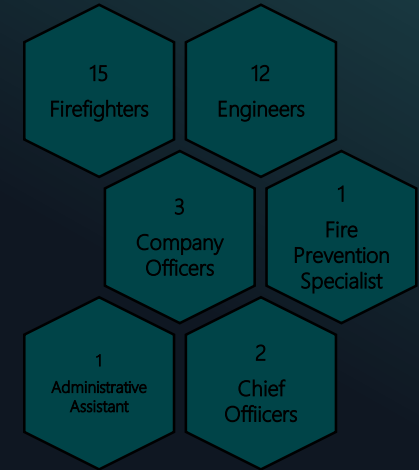 15
Firefighters
12
Engineers
3
Company
Officers
1
Fire
Prevention
Specialist
1
Administrative
Assistant
2
Chief
Offiicers